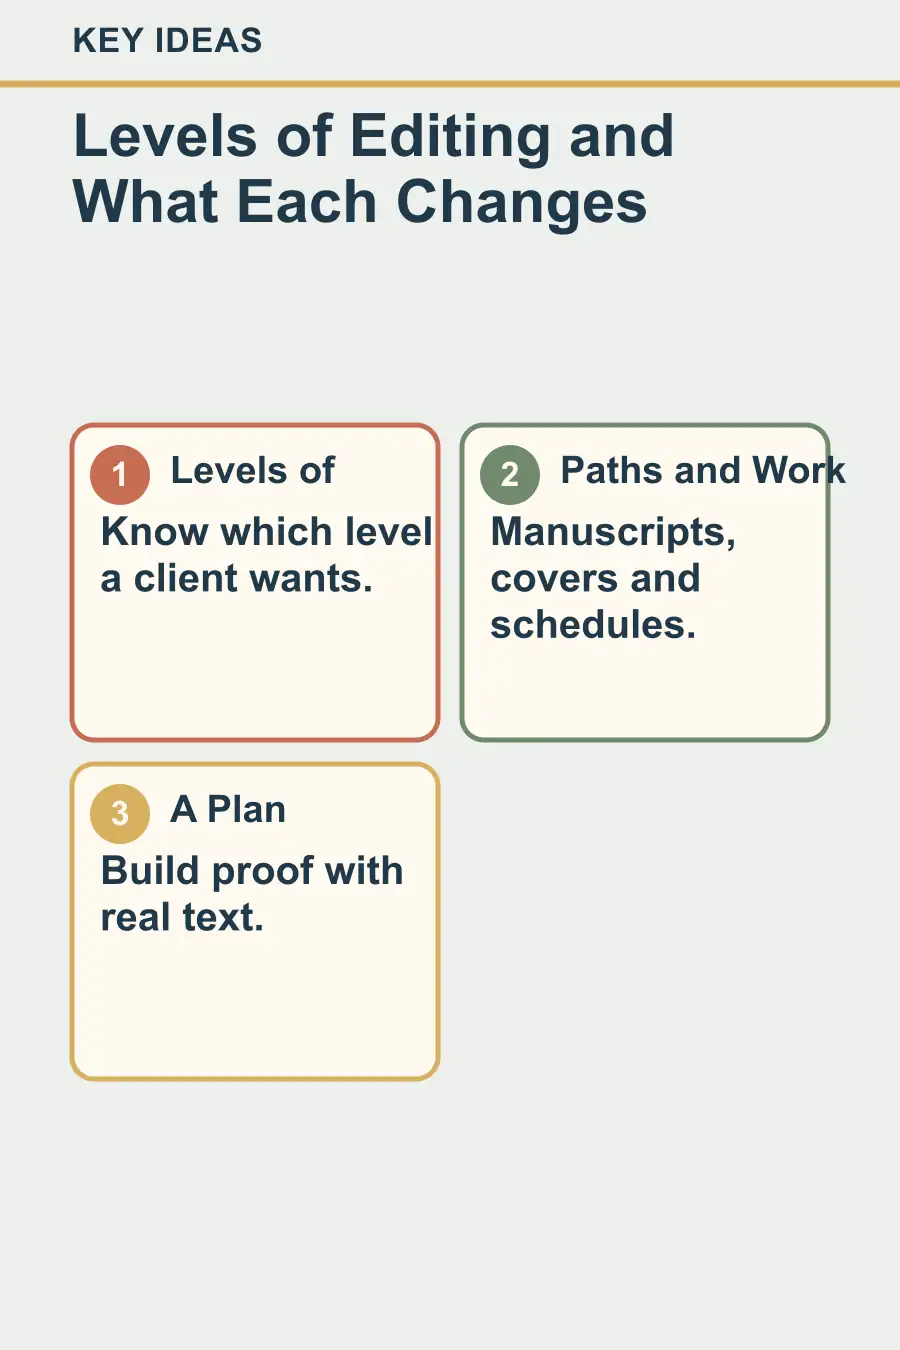 KEY IDEAS
Levels of Editing and
What Each Changes
1 Levels of
Know which level
a client wants.
2 Paths and Work
Manuscripts,
covers and
schedules.
3 A Plan
Build proof with
real text.